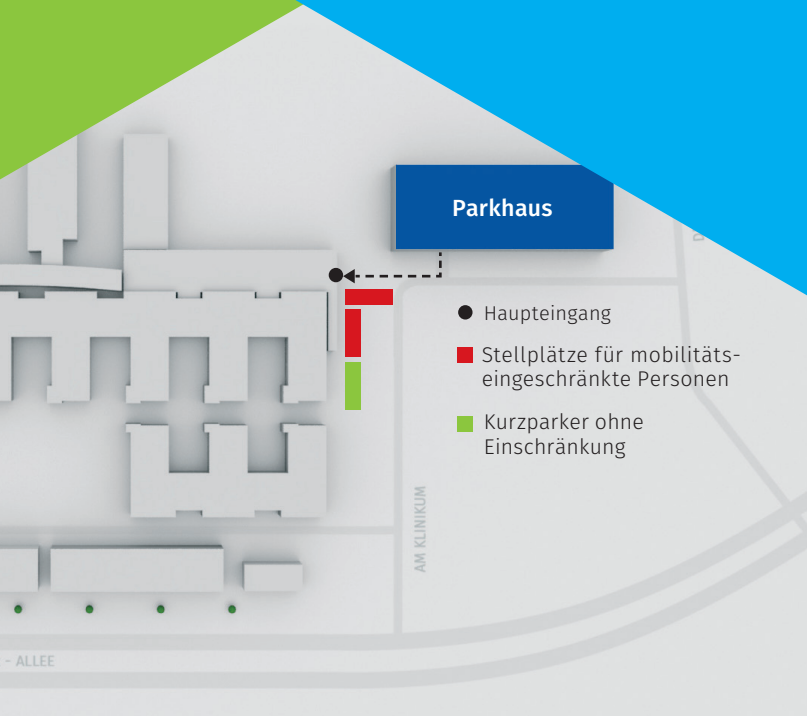 Parkhaus
Haupteingang
Stellplätze für mobilitäts-
eingeschränkte Personen
Kurzparker ohne
Einschränkung
AM KLINIKUM
- ALLEE